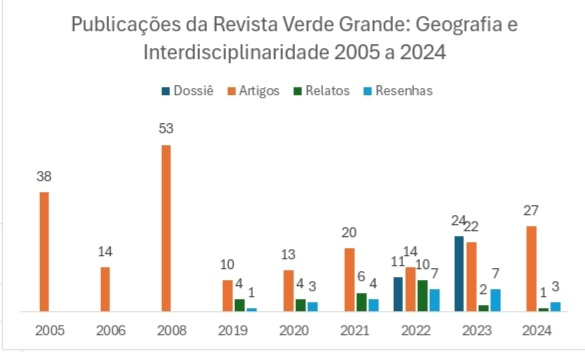 Publicações da Revista Verde Grande: Geografia e
Interdisciplinaridade 2005 a 2024
Dossiê Artigos Relatos Resenhas
38
14
53
10 4 1
13 4 3
20 6 4
11 14 10 7
24 22 2 7
27 1 3
2005 2006 2008 2019 2020 2021 2022 2023 2024